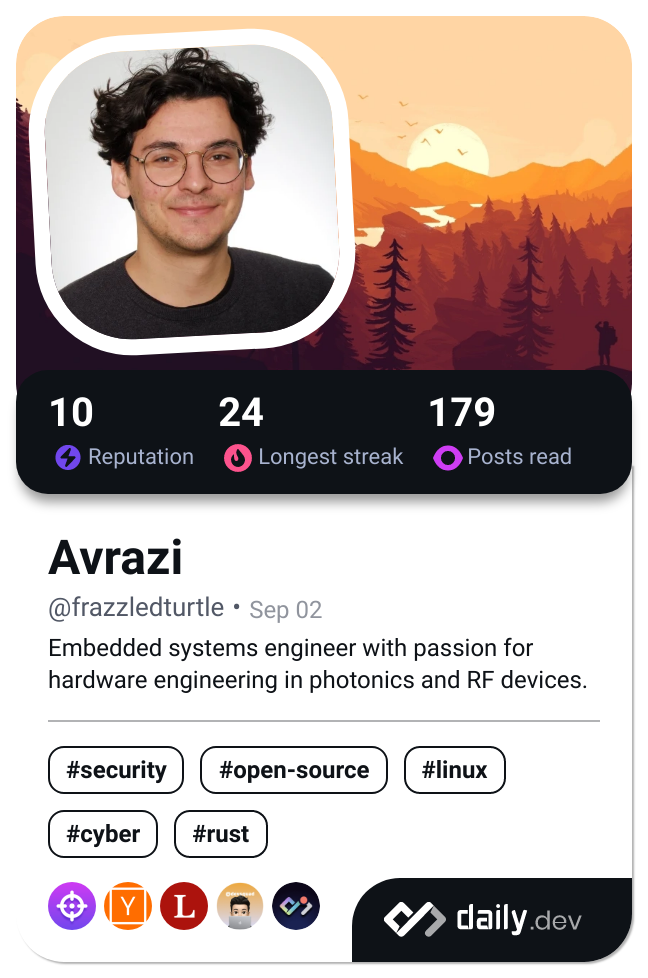 10 24 179
Reputation Longest streak Posts read
Avrazi
@frazzledturtle • Sep 02
Embedded systems engineer with passion for
hardware engineering in photonics and RF devices.
#security #open-source #linux
#cyber #rust
Y L daily.dev